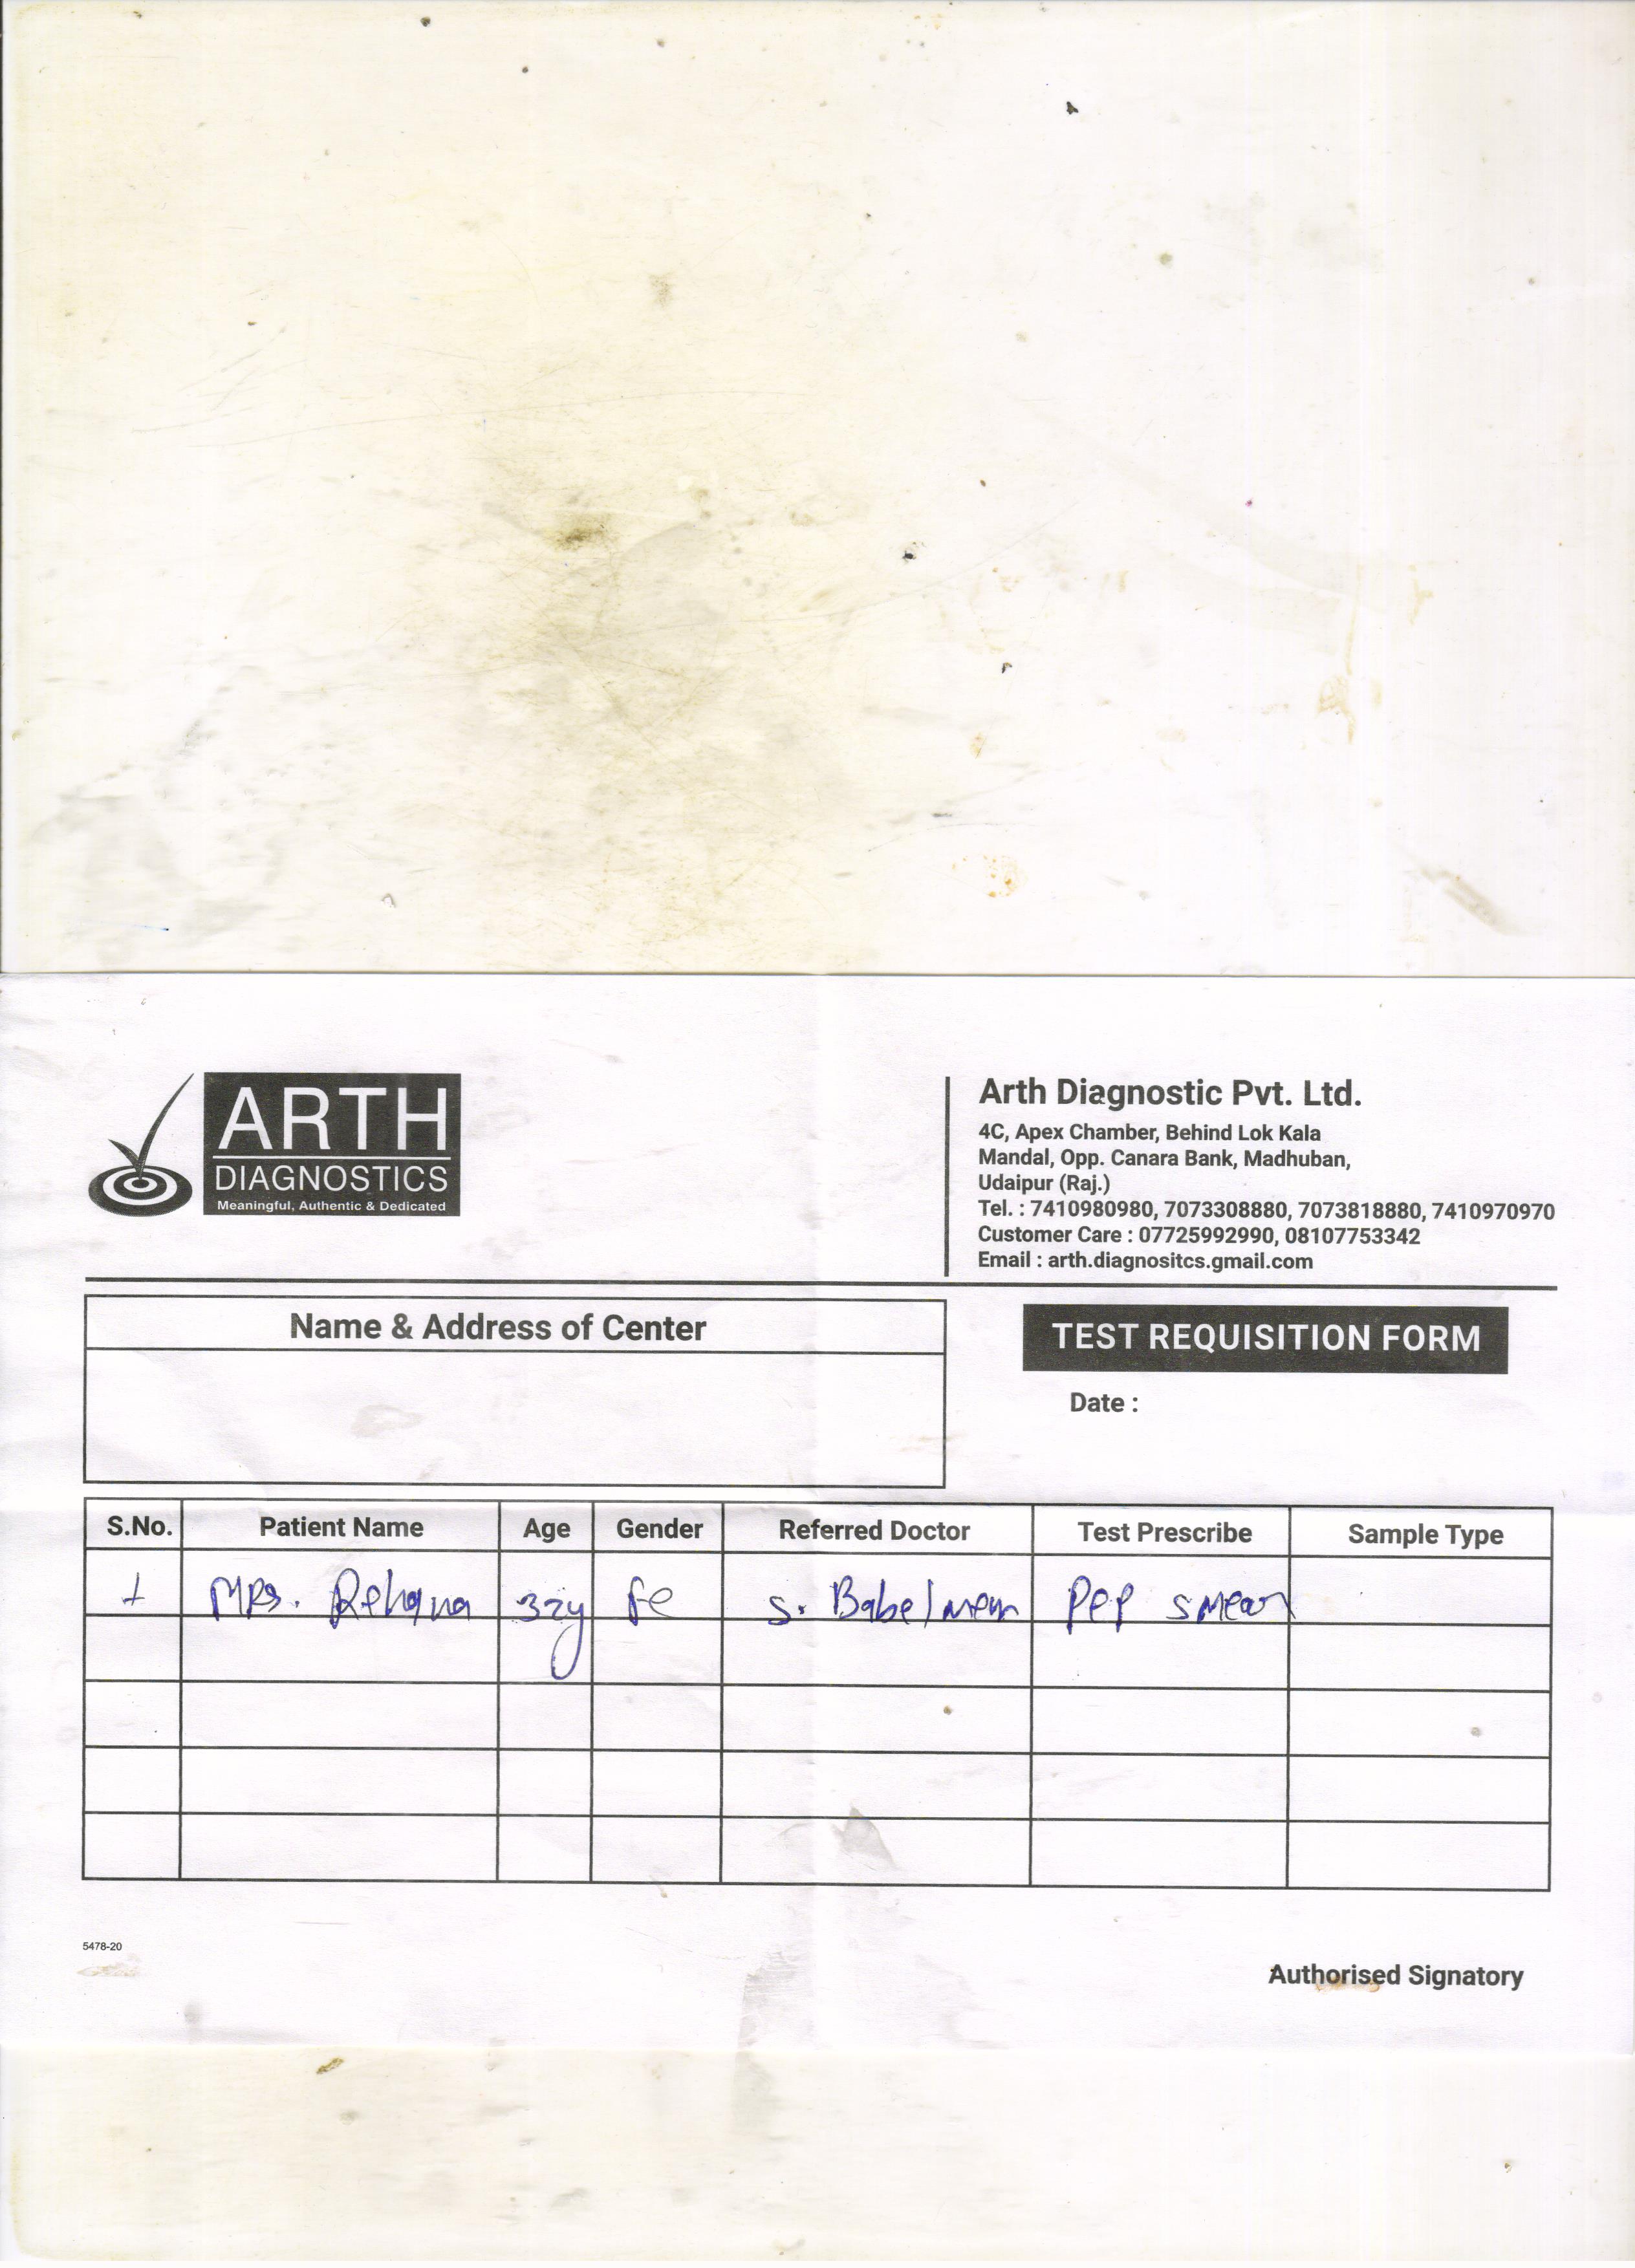 ARTH
DIAGNOSTICS
Meaningful, Authentic & Dedicated
Arth Diagnostic Pvt. Ltd.
4C, Apex Chamber, Behind Lok Kala
Mandal, Opp. Canara Bank, Madhuban,
Udaipur (Raj.)
Tel. : 7410980980, 7073308880, 7073818880, 7410970970
Customer Care : 07725992990, 08107753342
Email : arth.diagnositcs.gmail.com
Name & Address of Center
TEST REQUISITION FORM
Date :
S.No. Patient Name Age Gender Referred Doctor Test Prescribe Sample Type
1 MRs. Rehana 32y fe S. Babel mem PEP SMear
5478-20
Authorised Signatory